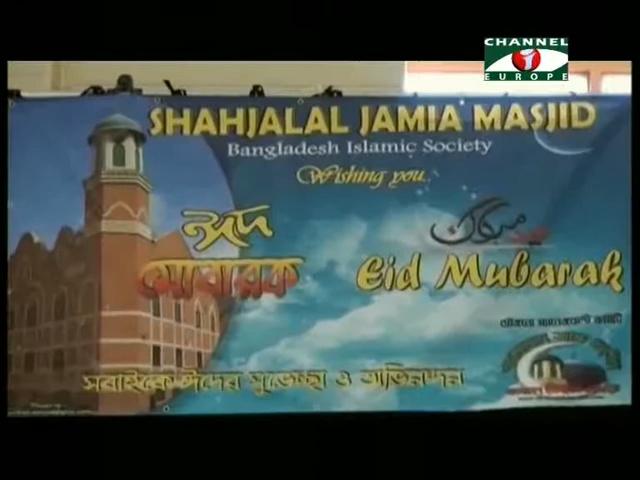 CHANNEL
i
EUROPE
SHAHJALAL JAMIA MASJID
Bangladesh Islamic Society
Wishing you..
ঈদ
মোবারক
عيد مبارك
Eid Mubarak
সবাইকে ঈদের শুভেচ্ছা ও অভিনন্দন